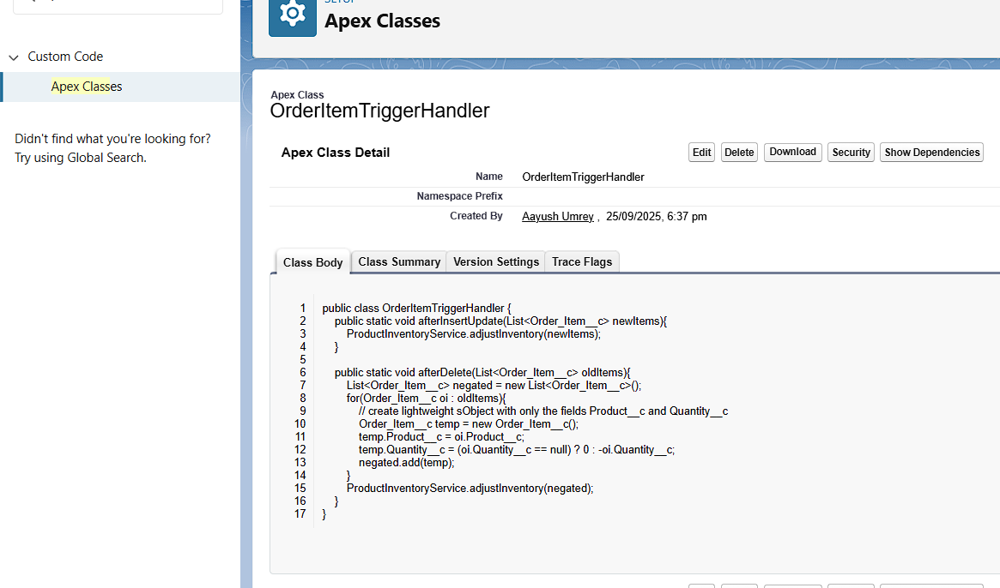 SETUP
Apex Classes
Custom Code
Apex Classes
Didn't find what you're looking for?
Try using Global Search.
Apex Class
OrderItemTriggerHandler
Apex Class Detail
Edit Delete Download Security Show Dependencies
Name OrderItemTriggerHandler
Namespace Prefix
Created By Aayush Umrey , 25/09/2025, 6:37 pm
Class Body Class Summary Version Settings Trace Flags
1 public class OrderItemTriggerHandler {
2 public static void afterInsertUpdate(List<Order_Item__c> newItems){
3 ProductInventoryService.adjustInventory(newItems);
4 }
5
6 public static void afterDelete(List<Order_Item__c> oldItems){
7 List<Order_Item__c> negated = new List<Order_Item__c>();
8 for(Order_Item__c oi : oldItems){
9 // create lightweight sObject with only the fields Product__c and Quantity__c
10 Order_Item__c temp = new Order_Item__c();
11 temp.Product__c = oi.Product__c;
12 temp.Quantity__c = (oi.Quantity__c == null) ? 0 : -oi.Quantity__c;
13 negated.add(temp);
14 }
15 ProductInventoryService.adjustInventory(negated);
16 }
17 }